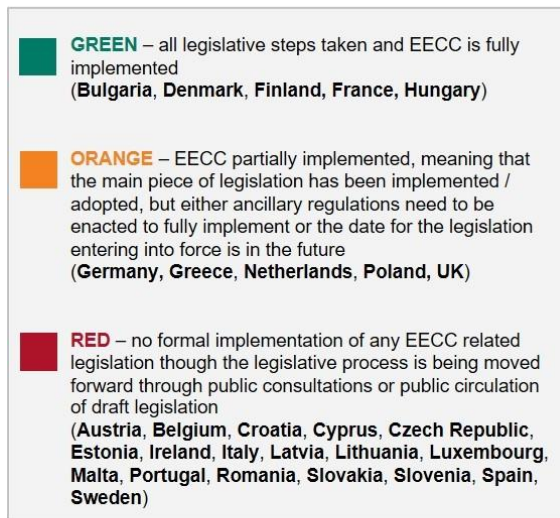 GREEN – all legislative steps taken and EECC is fully
implemented
(Bulgaria, Denmark, Finland, France, Hungary)
ORANGE – EECC partially implemented, meaning that
the main piece of legislation has been implemented /
adopted, but either ancillary regulations need to be
enacted to fully implement or the date for the legislation
entering into force is in the future
(Germany, Greece, Netherlands, Poland, UK)
RED – no formal implementation of any EECC related
legislation though the legislative process is being moved
forward through public consultations or public circulation
of draft legislation
(Austria, Belgium, Croatia, Cyprus, Czech Republic,
Estonia, Ireland, Italy, Latvia, Lithuania, Luxembourg,
Malta, Portugal, Romania, Slovakia, Slovenia, Spain,
Sweden)